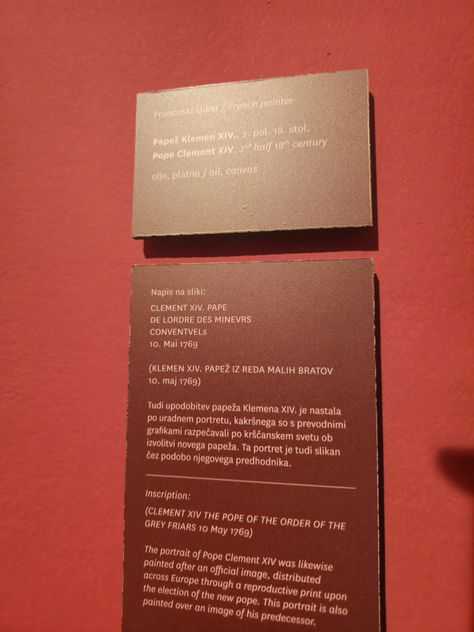 Francoski slikar / French painter
Papež Klemen XIV., 2. pol. 18. stol.
Pope Clement XIV, 2nd half 18th century
olje, platno / oil, canvas
Napis na sliki:
CLEMENT XIV. PAPE
DE LORDRE DES MINEVRS
CONVENTVELs
10. Mai 1769
(KLEMEN XIV. PAPEŽ IZ REDA MALIH BRATOV
10. maj 1769)
Tudi upodobitev papeža Klemena XIV. je nastala
po uradnem portretu, kakršnega so s prevodnimi
grafikami razpečavali po krščanskem svetu ob
izvolitvi novega papeža. Ta portret je tudi slikan
čez podobo njegovega predhodnika.
Inscription:
(CLEMENT XIV THE POPE OF THE ORDER OF THE
GREY FRIARS 10 May 1769)
The portrait of Pope Clement XIV was likewise
painted after an official image, distributed
across Europe through a reproductive print upon
the election of the new pope. This portrait is also
painted over an image of his predecessor.